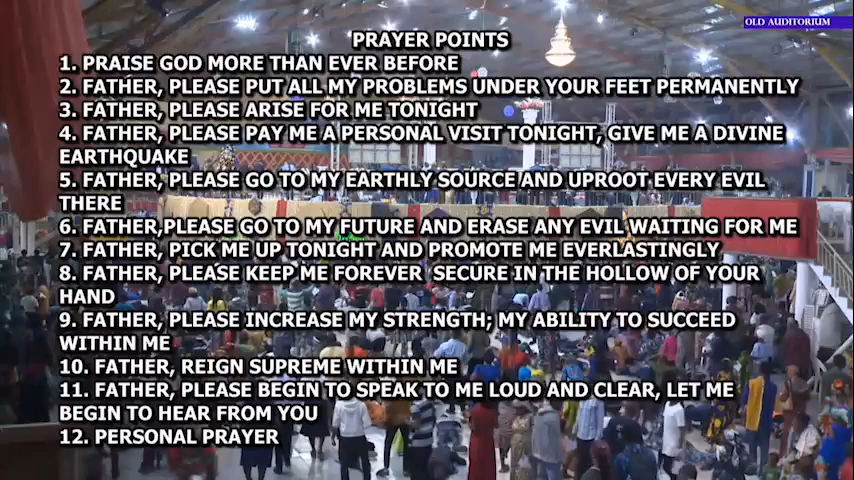 OLD AUDITORIUM
PRAYER POINTS
1. PRAISE GOD MORE THAN EVER BEFORE
2. FATHER, PLEASE PUT ALL MY PROBLEMS UNDER YOUR FEET PERMANENTLY
3. FATHER, PLEASE ARISE FOR ME TONIGHT
4. FATHER, PLEASE PAY ME A PERSONAL VISIT TONIGHT, GIVE ME A DIVINE
EARTHQUAKE
5. FATHER, PLEASE GO TO MY EARTHLY SOURCE AND UPROOT EVERY EVIL
THERE
6. FATHER,PLEASE GO TO MY FUTURE AND ERASE ANY EVIL WAITING FOR ME
7. FATHER, PICK ME UP TONIGHT AND PROMOTE ME EVERLASTINGLY
8. FATHER, PLEASE KEEP ME FOREVER  SECURE IN THE HOLLOW OF YOUR
HAND
9. FATHER, PLEASE INCREASE MY STRENGTH; MY ABILITY TO SUCCEED
WITHIN ME
10. FATHER, REIGN SUPREME WITHIN ME
11. FATHER, PLEASE BEGIN TO SPEAK TO ME LOUD AND CLEAR, LET ME
BEGIN TO HEAR FROM YOU
12. PERSONAL PRAYER